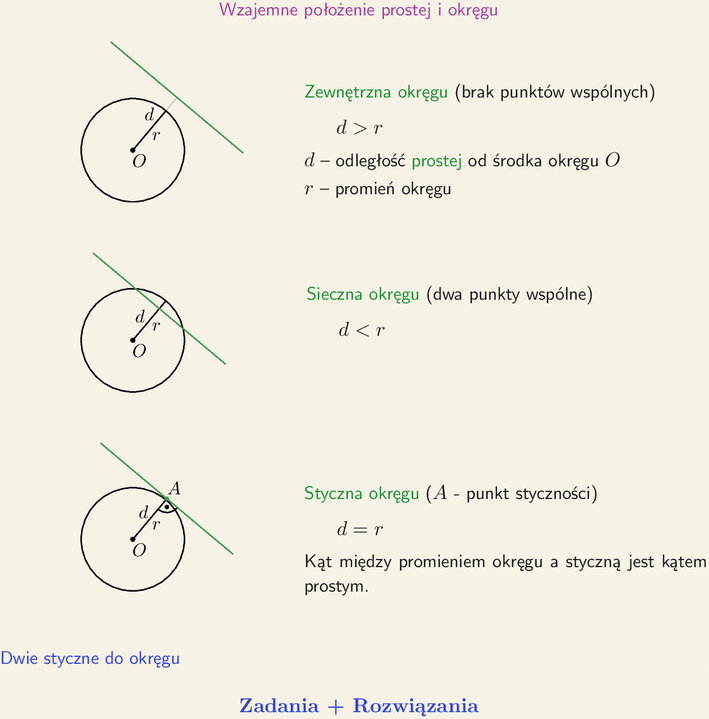 Wzajemne położenie prostej i okręgu
d
r
O
Zewnętrzna okręgu (brak punktów wspólnych)
d > r
d – odległość prostej od środka okręgu O
r – promień okręgu
d
r
O
Sieczna okręgu (dwa punkty wspólne)
d < r
A
d
r
O
Styczna okręgu (A - punkt styczności)
d = r
Kąt między promieniem okręgu a styczną jest kątem
prostym.
Dwie styczne do okręgu
Zadania + Rozwiązania